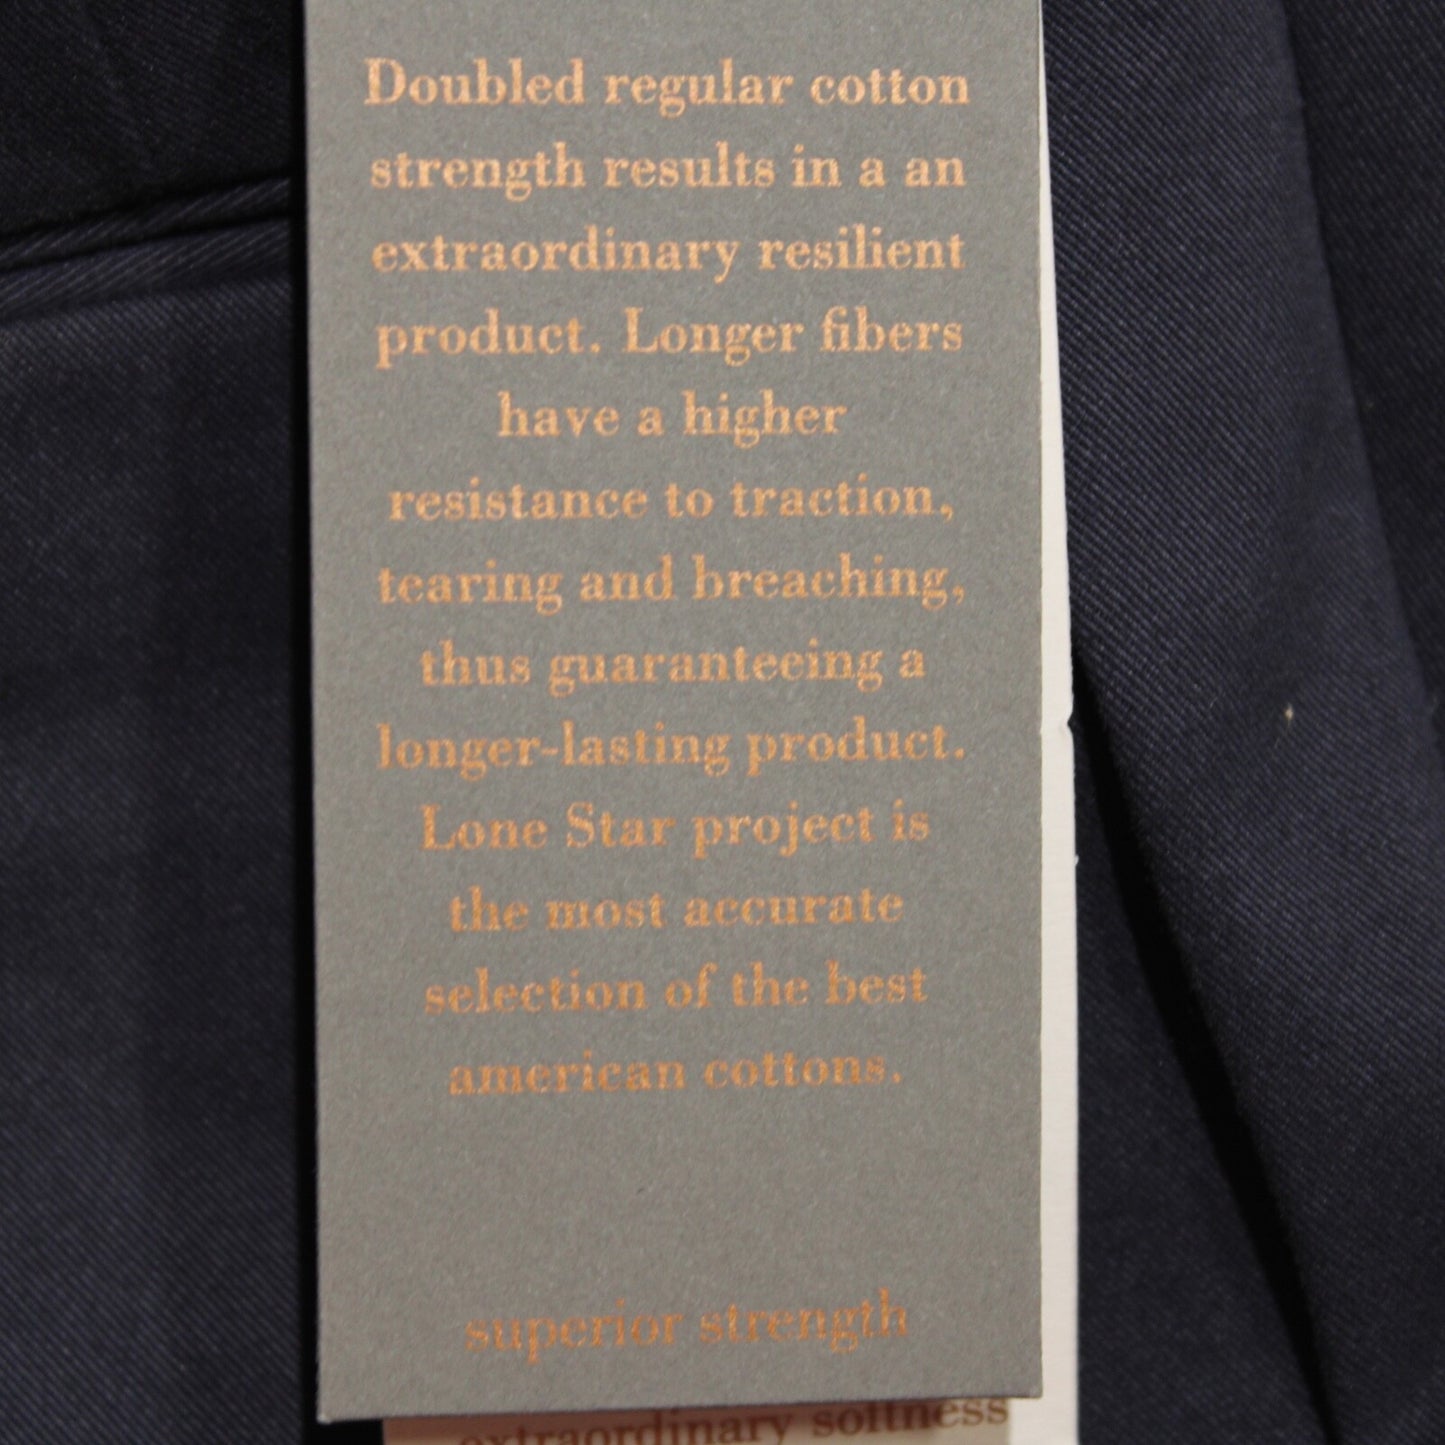 Doubled regular cotton
strength results in a an
extraordinary resilient
product. Longer fibers
have a higher
resistance to traction,
tearing and breaching,
thus guaranteeing a
longer-lasting product.
Lone Star project is
the most accurate
selection of the best
american cottons.
superior strength
extraordinary softness